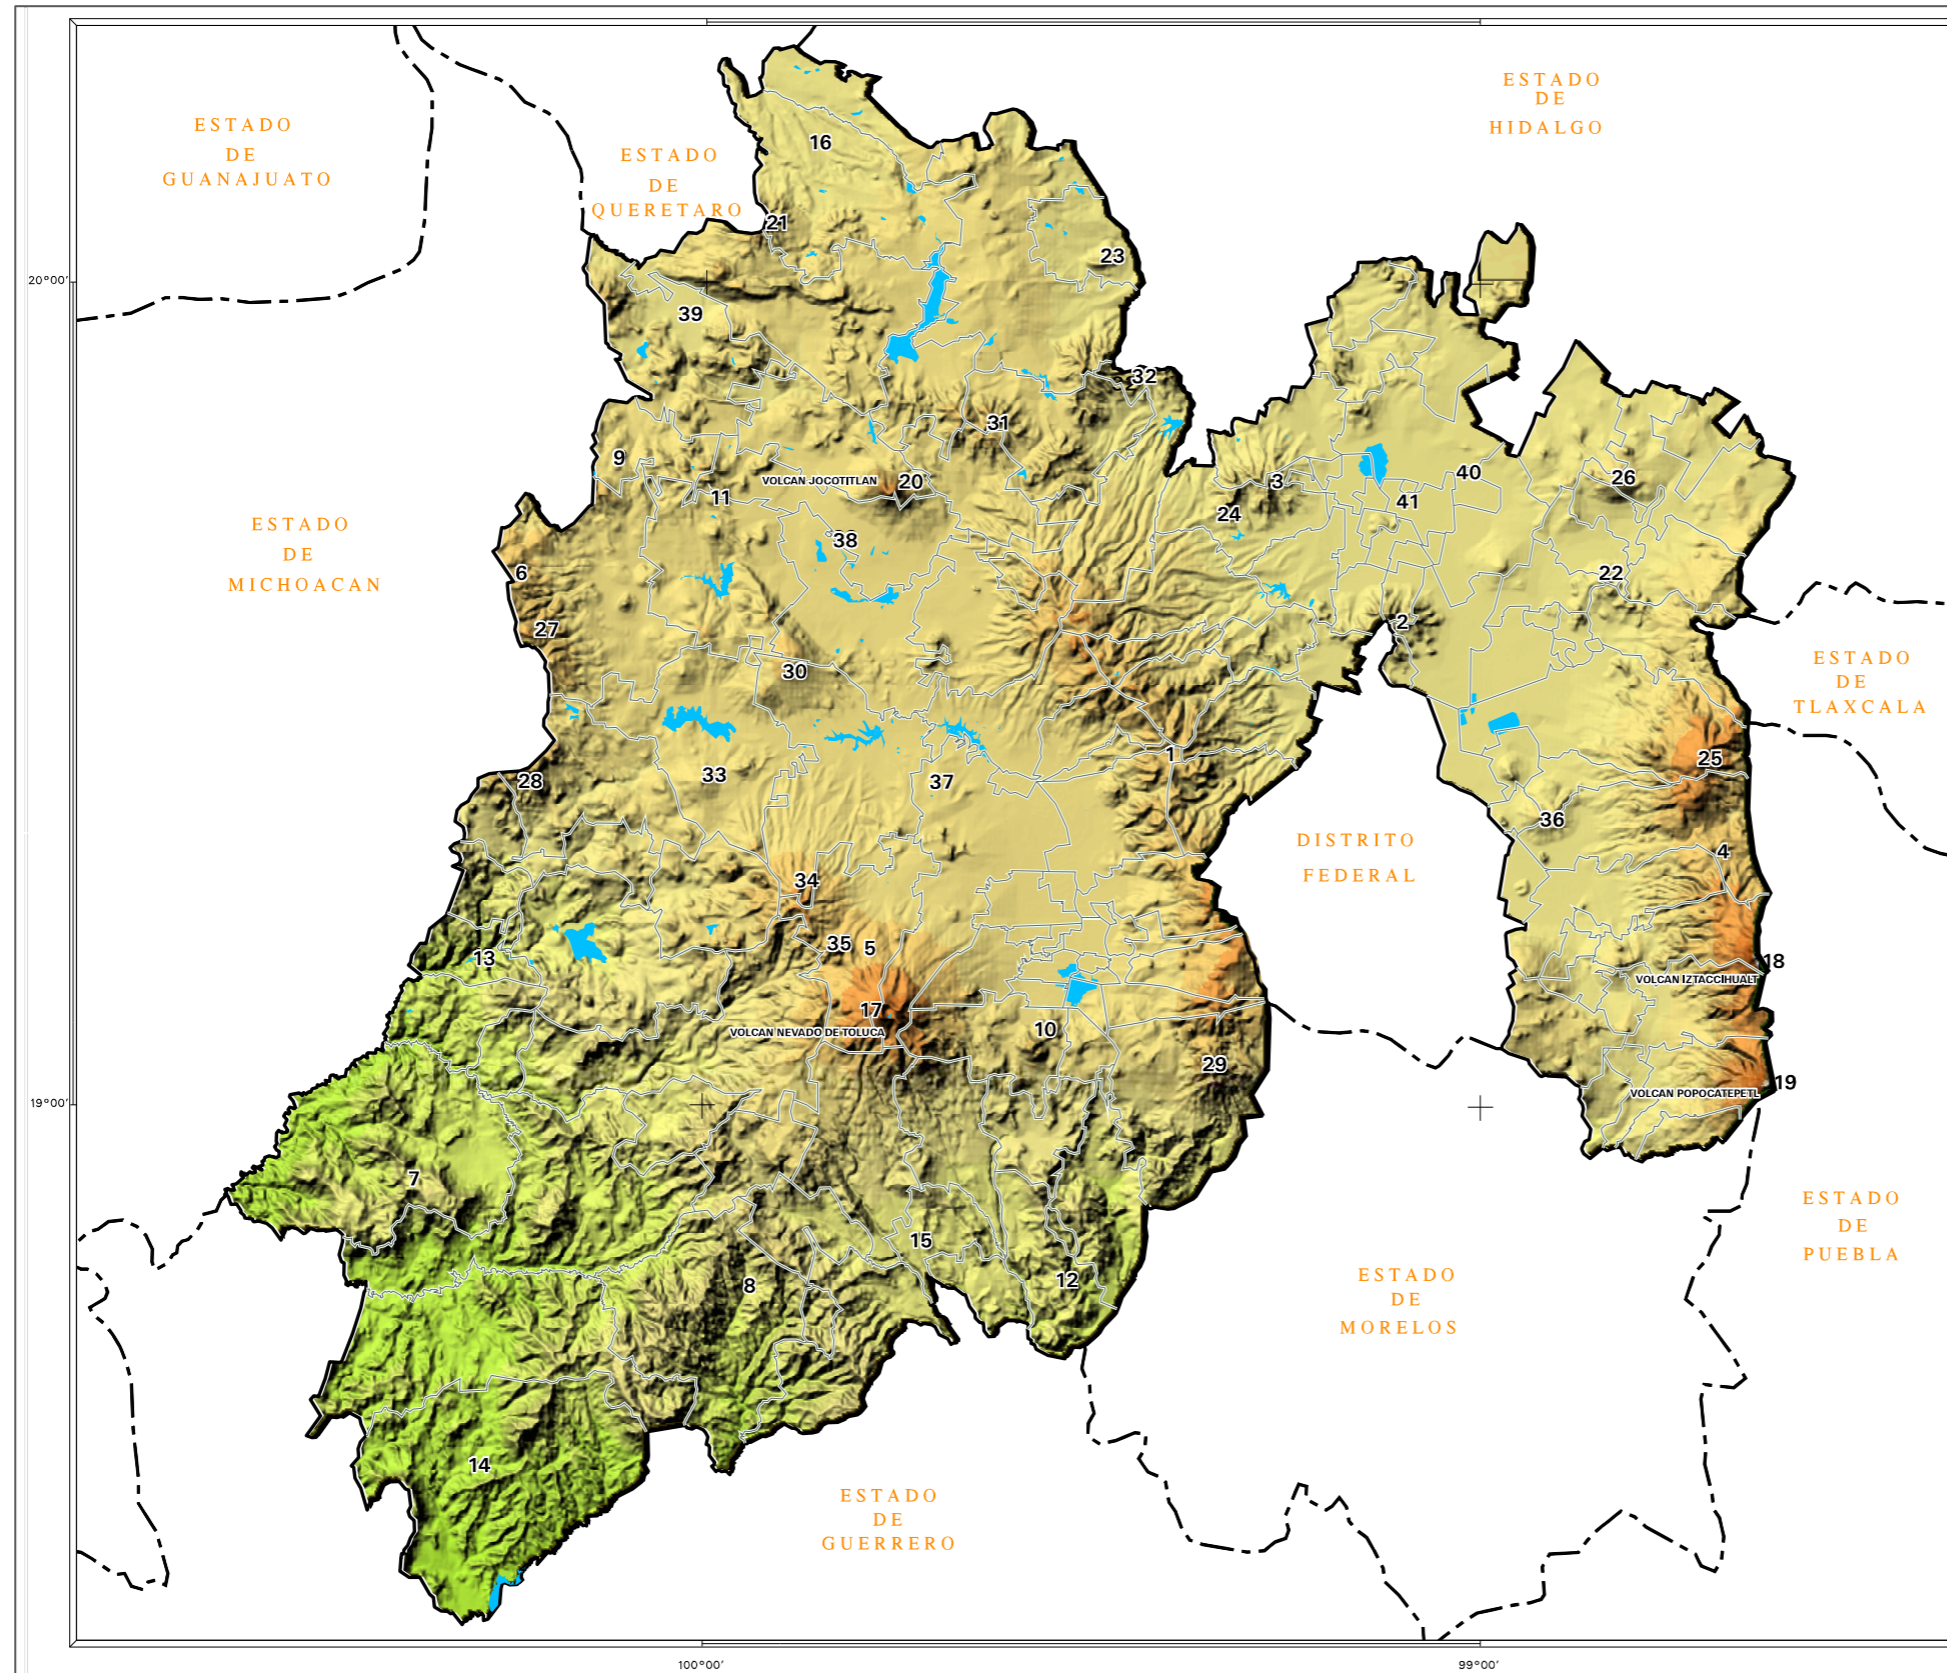 ESTADO
DE
HIDALGO
ESTADO
DE
GUANAJUATO
16
ESTADO
DE
QUERETARO
21
23
20°00'
39
32
31
9
VOLCAN JOCOTITLAN
20
11
3
40
26
41
24
ESTADO
DE
MICHOACAN
38
6
22
2
27
30
ESTADO
DE
TLAXCALA
1
25
33
37
28
36
DISTRITO
FEDERAL
4
34
35
5
13
18
VOLCAN IZTACCIHUALT
17
VOLCAN NEVADO DE TOLUCA
10
29
19
VOLCAN POPOCATEPETL
19°00'
7
ESTADO
DE
PUEBLA
15
8
12
ESTADO
DE
MORELOS
14
ESTADO
DE
GUERRERO
100°00'
99°00'